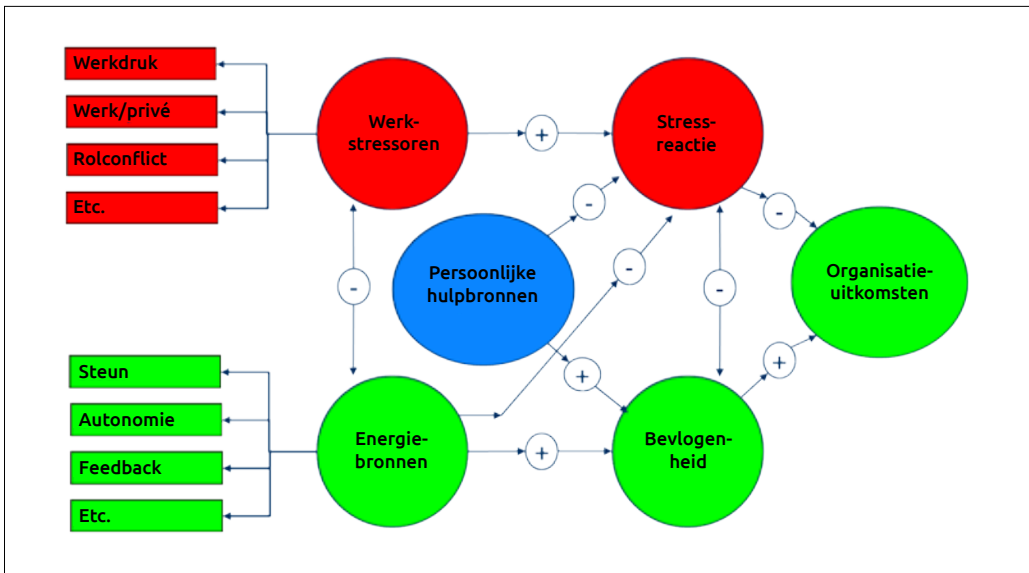 Werkdruk
Werk/privé
Rolconflict
Etc.
Werk-
stressoren
+
Stress-
reactie
-
-
Persoonlijke
hulpbronnen
-
-
-
Organisatie-
uitkomsten
Steun
Autonomie
Feedback
Etc.
Energie-
bronnen
+
+
Bevlogen-
heid
+